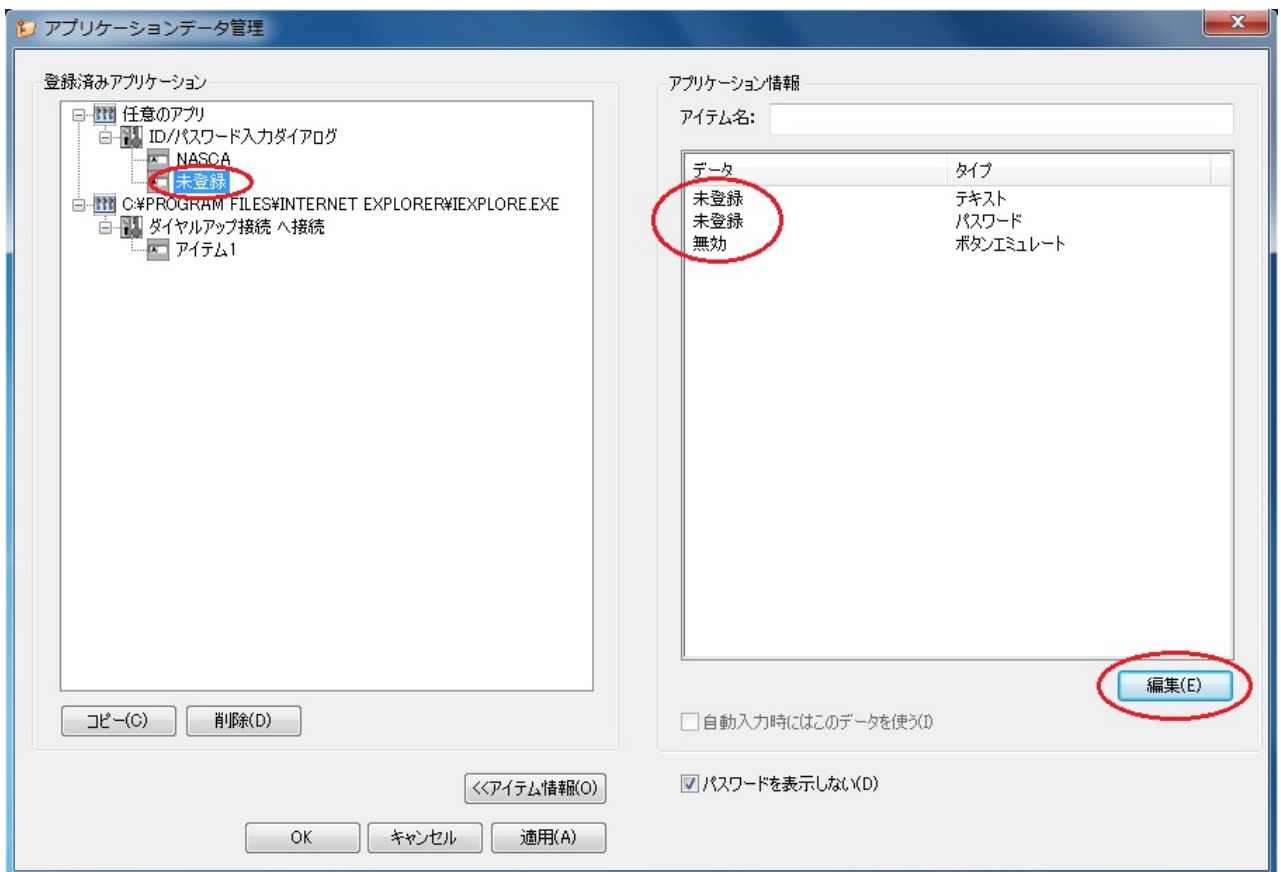 アプリケーションデータ管理
登録済みアプリケーション
任意のアプリ
ID/パスワード入力ダイアログ
NASCA
未登録
C:¥PROGRAM FILES¥INTERNET EXPLORER¥IEXPLORE.EXE
ダイヤルアップ接続 へ接続
アイテム1
コピー(C)
削除(D)
<<アイテム情報(O)
OK
キャンセル
適用(A)
アプリケーション情報
アイテム名:
データ タイプ
未登録 テキスト
未登録 パスワード
無効 ボタンエミュレート
編集(E)
自動入力時にはこのデータを使う(I)
パスワードを表示しない(D)